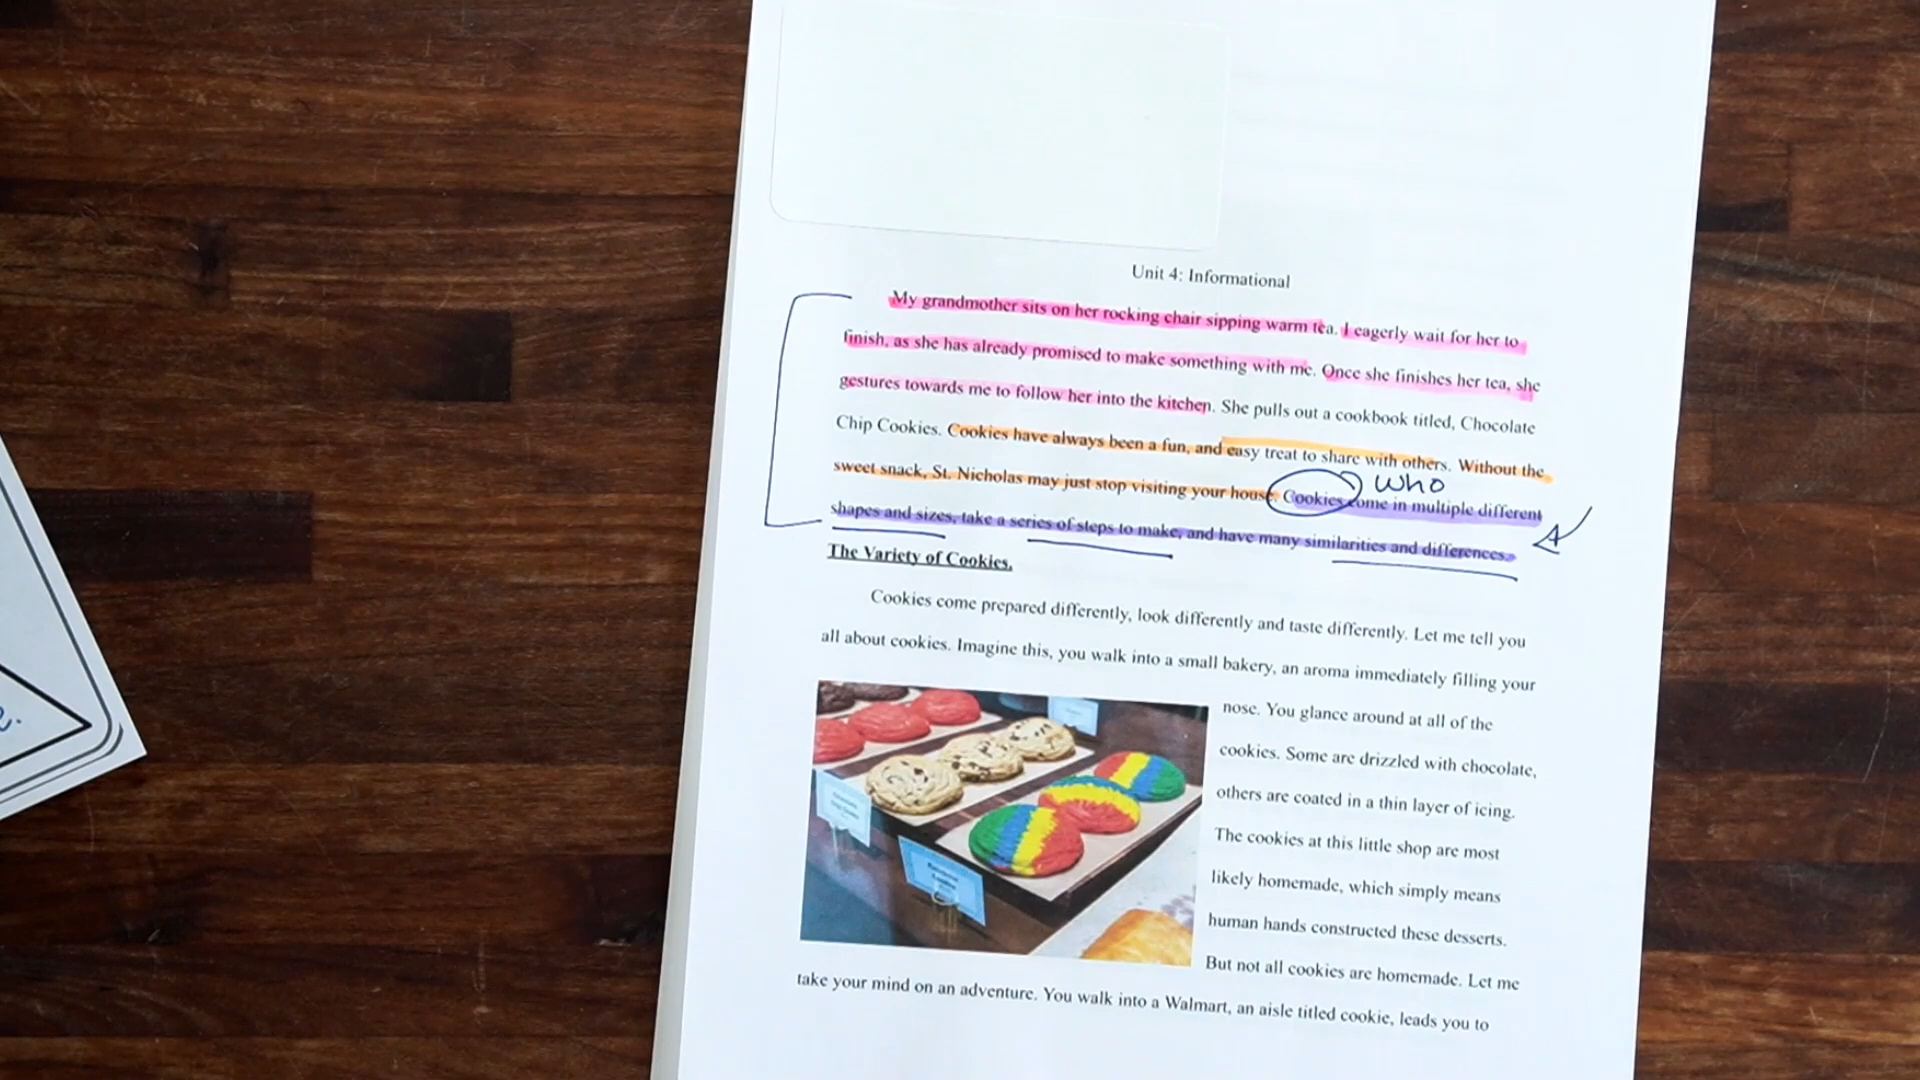 Unit 4: Informational
My grandmother sits on her rocking chair sipping warm tea. I eagerly wait for her to
finish, as she has already promised to make something with me. Once she finishes her tea, she
gestures towards me to follow her into the kitchen. She pulls out a cookbook titled, Chocolate
Chip Cookies. Cookies have always been a fun, and easy treat to share with others. Without the
sweet snack, St. Nicholas may just stop visiting your house. Cookies come in multiple different
who
shapes and sizes, take a series of steps to make, and have many similarities and differences.
The Variety of Cookies.
Cookies come prepared differently, look differently and taste differently. Let me tell you
all about cookies. Imagine this, you walk into a small bakery, an aroma immediately filling your
nose. You glance around at all of the
cookies. Some are drizzled with chocolate,
others are coated in a thin layer of icing.
The cookies at this little shop are most
likely homemade, which simply means
human hands constructed these desserts.
But not all cookies are homemade. Let me
take your mind on an adventure. You walk into a Walmart, an aisle titled cookie, leads you to